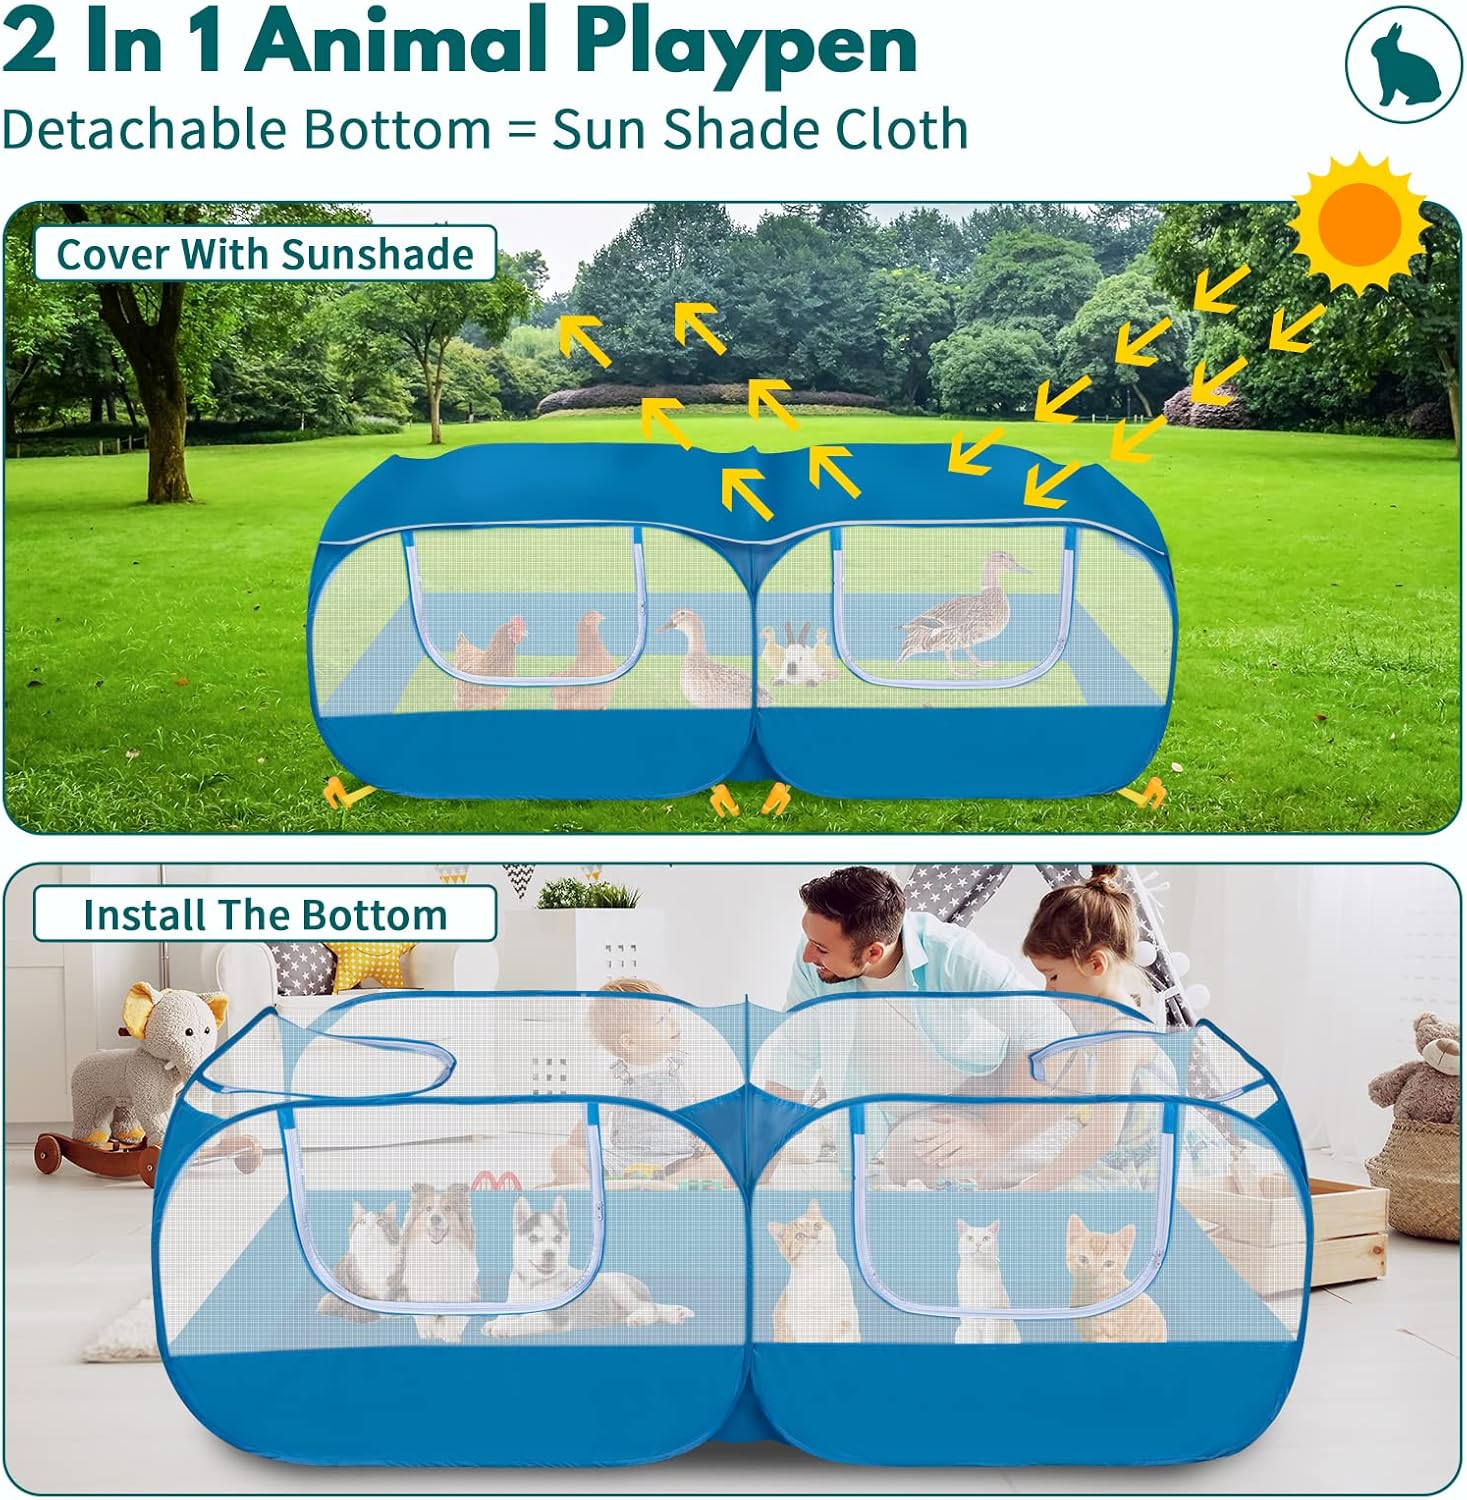 2 In 1 Animal Playpen
Detachable Bottom = Sun Shade Cloth
Cover With Sunshade
Install The Bottom